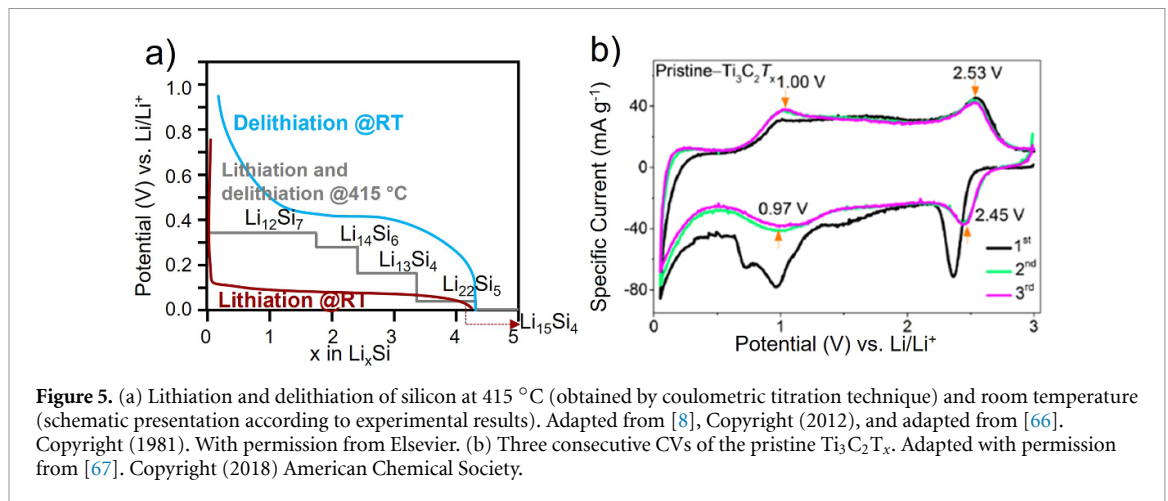 a)
1.0
0.8
0.6
0.4
0.2
0.0
Potential (V) vs. Li/Li⁺
Delithiation @RT
Lithiation and
delithiation @415 °C
Li₁₂Si₇
Li₁₄Si₆
Li₁₃Si₄
Li₂₂Si₅
Lithiation @RT
Li₁₅Si₄
0 1 2 3 4 5
x in LiₓSi
b)
Pristine–Ti₃C₂Tₓ
1.00 V
2.53 V
40
0
-40
-80
Specific Current (mA g⁻¹)
0.97 V
2.45 V
1ˢᵗ
2ⁿᵈ
3ʳᵈ
0 1 2 3
Potential (V) vs. Li/Li⁺
Figure 5. (a) Lithiation and delithiation of silicon at 415 °C (obtained by coulometric titration technique) and room temperature
(schematic presentation according to experimental results). Adapted from [8], Copyright (2012), and adapted from [66].
Copyright (1981). With permission from Elsevier. (b) Three consecutive CVs of the pristine Ti₃C₂Tₓ. Adapted with permission
from [67]. Copyright (2018) American Chemical Society.